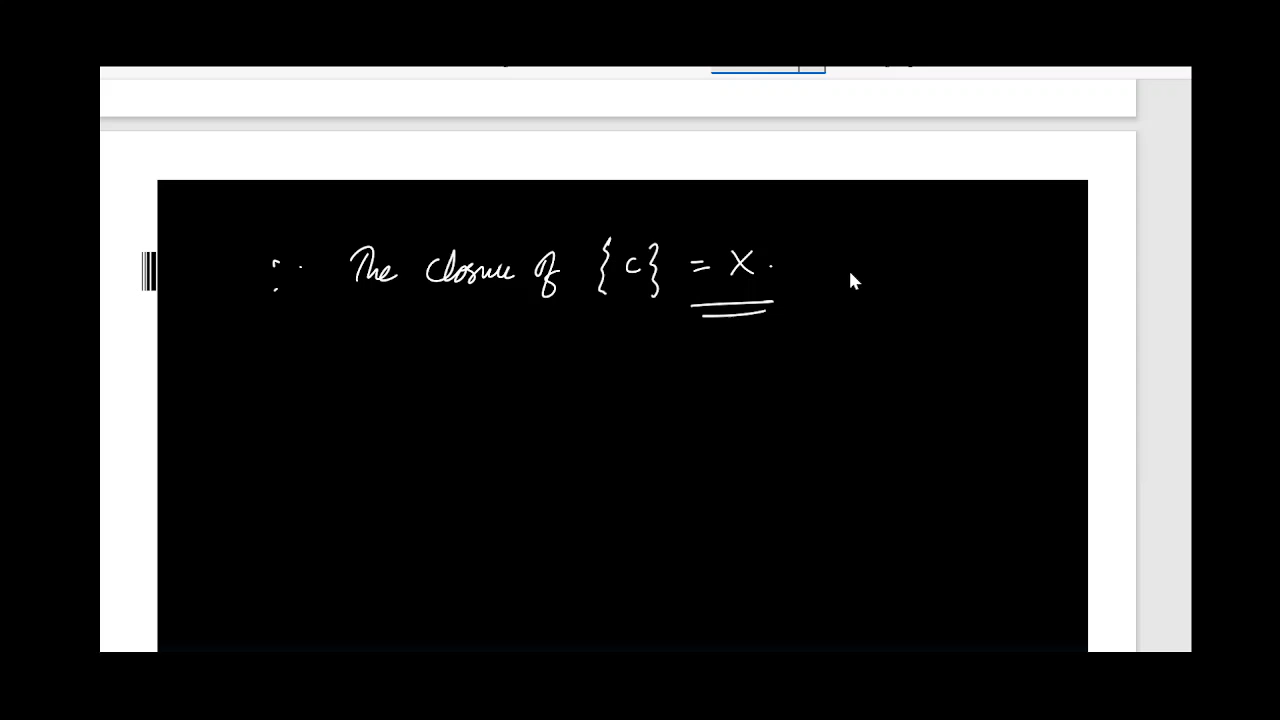 ∴ The closure of {c} = X.